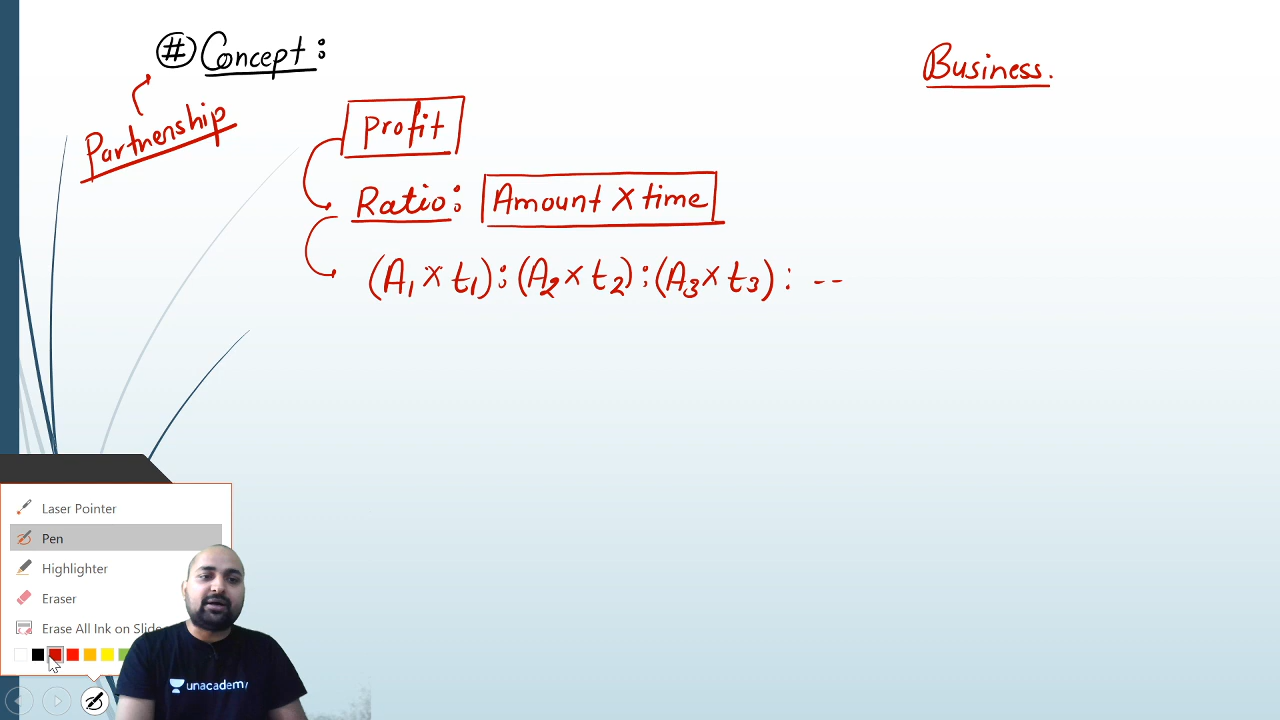 # Concept:
Business.
Partnership
Profit
Ratio: Amount X time
(A1 x t1) : (A2 x t2) : (A3 x t3) : --
Laser Pointer
Pen
Highlighter
Eraser
Erase All Ink on Slide
unacademy